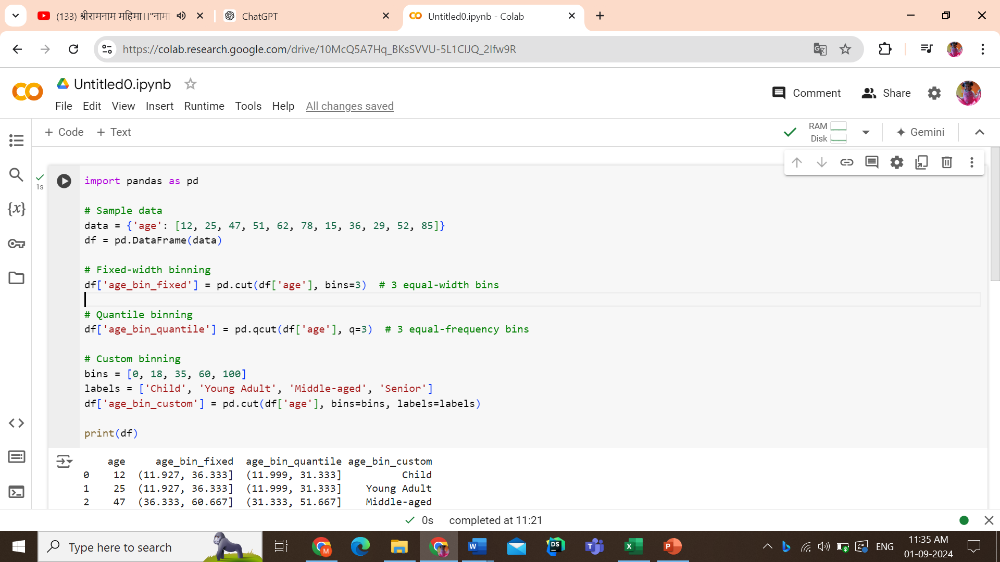 (133) श्रीरामनाम महिमा।।"नामा
ChatGPT
Untitled0.ipynb - Colab
https://colab.research.google.com/drive/10McQ5A7Hq_BKsSVVU-5L1CIJQ_2Ifw9R
Untitled0.ipynb
Comment
Share
File Edit View Insert Runtime Tools Help All changes saved
+ Code + Text
RAM
Disk
Gemini
1s
import pandas as pd
# Sample data
data = {'age': [12, 25, 47, 51, 62, 78, 15, 36, 29, 52, 85]}
df = pd.DataFrame(data)
# Fixed-width binning
df['age_bin_fixed'] = pd.cut(df['age'], bins=3)  # 3 equal-width bins
# Quantile binning
df['age_bin_quantile'] = pd.qcut(df['age'], q=3)  # 3 equal-frequency bins
# Custom binning
bins = [0, 18, 35, 60, 100]
labels = ['Child', 'Young Adult', 'Middle-aged', 'Senior']
df['age_bin_custom'] = pd.cut(df['age'], bins=bins, labels=labels)
print(df)
age age_bin_fixed age_bin_quantile age_bin_custom
0 12 (11.927, 36.333] (11.999, 31.333] Child
1 25 (11.927, 36.333] (11.999, 31.333] Young Adult
2 47 (36.333, 60.667] (31.333, 51.667] Middle-aged
0s completed at 11:21
Type here to search
ENG
11:35 AM
01-09-2024